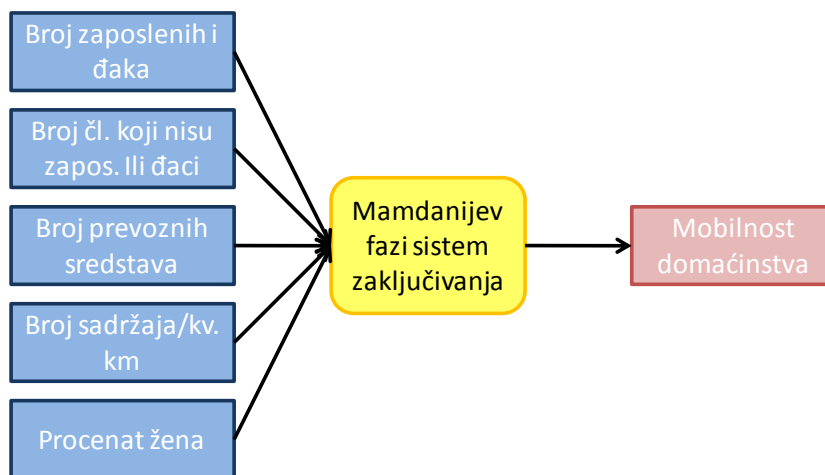 Broj zaposlenih i
đaka
Broj čl. koji nisu
zapos. Ili đaci
Broj prevoznih
sredstava
Broj sadržaja/kv.
km
Procenat žena
Mamdanijev
fazi sistem
zaključivanja
Mobilnost
domaćinstva